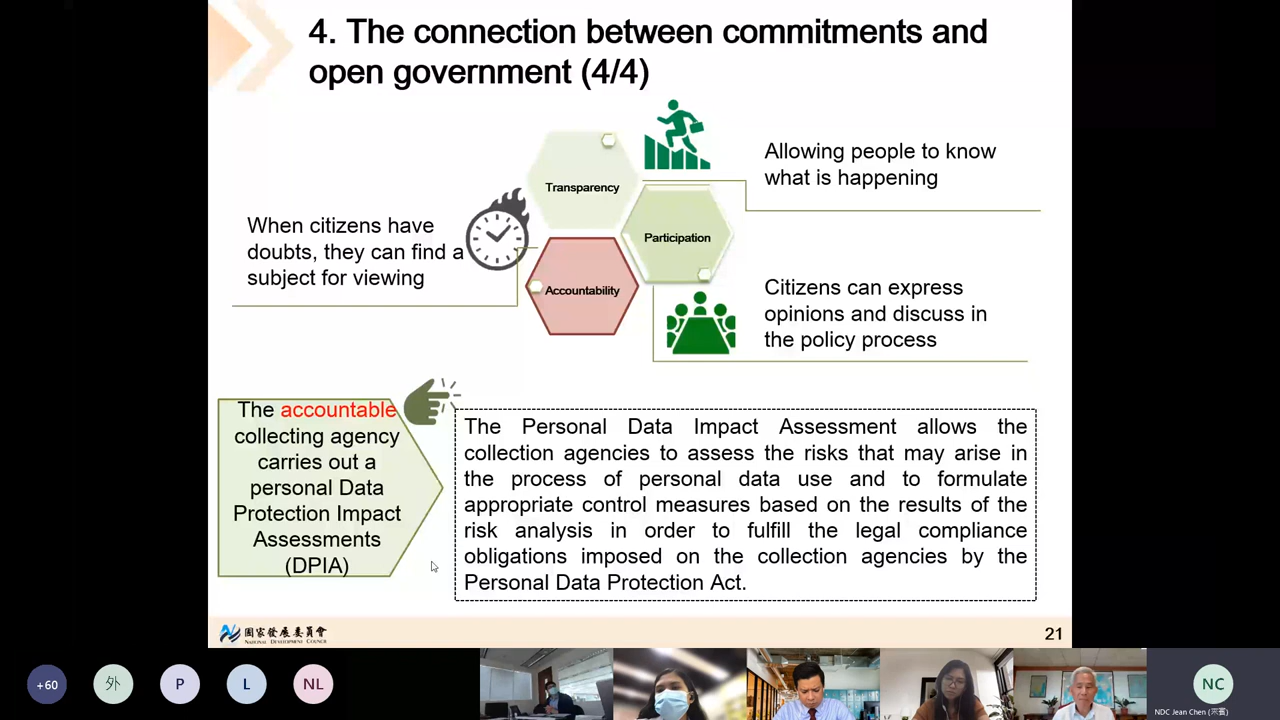 4. The connection between commitments and
open government (4/4)
Transparency
Allowing people to know
what is happening
When citizens have
doubts, they can find a
subject for viewing
Participation
Accountability
Citizens can express
opinions and discuss in
the policy process
The accountable
collecting agency
carries out a
personal Data
Protection Impact
Assessments
(DPIA)
The Personal Data Impact Assessment allows the
collection agencies to assess the risks that may arise in
the process of personal data use and to formulate
appropriate control measures based on the results of the
risk analysis in order to fulfill the legal compliance
obligations imposed on the collection agencies by the
Personal Data Protection Act.
國家發展委員會
NATIONAL DEVELOPMENT COUNCIL
21
+60
外
P
L
NL
NC
NDC Jean Chen (宗賓)